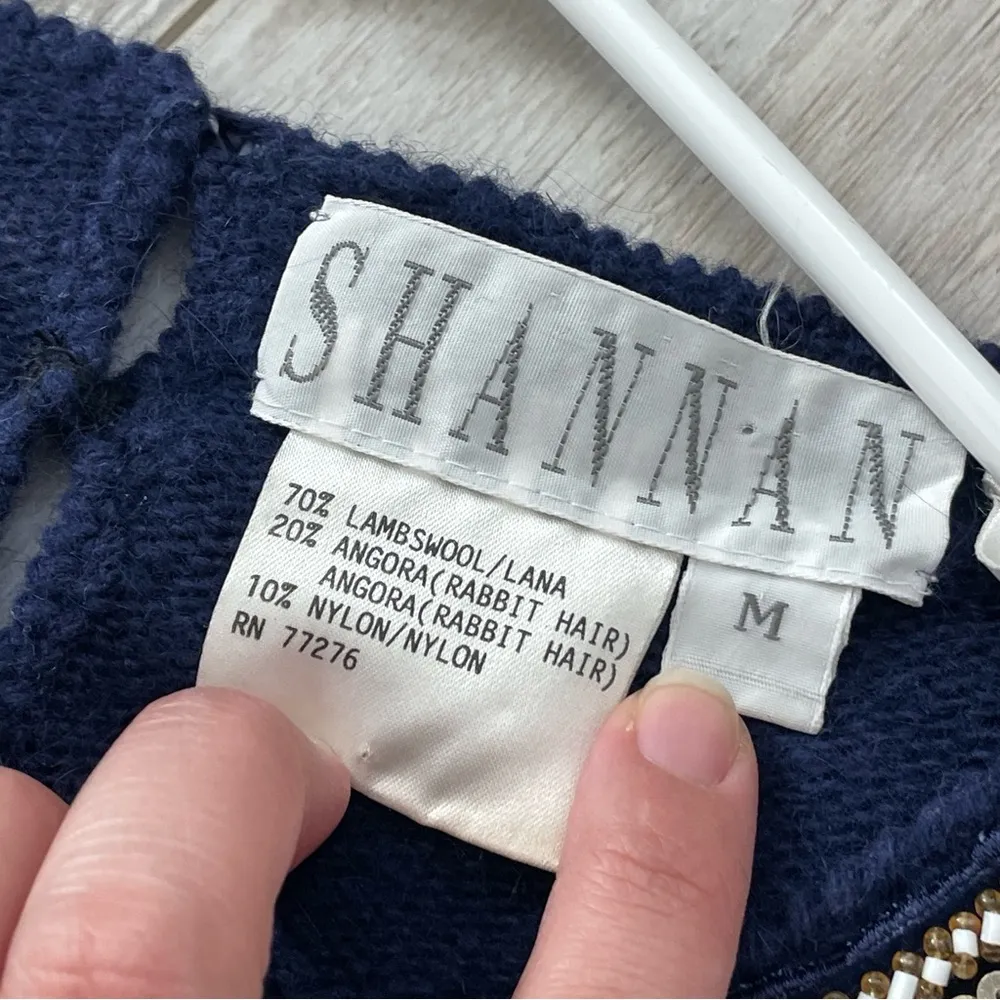 SHANNAN
70% LAMBSWOOL/LANA
20% ANGORA(RABBIT HAIR)
ANGORA(RABBIT HAIR)
10% NYLON/NYLON
RN 77276
M